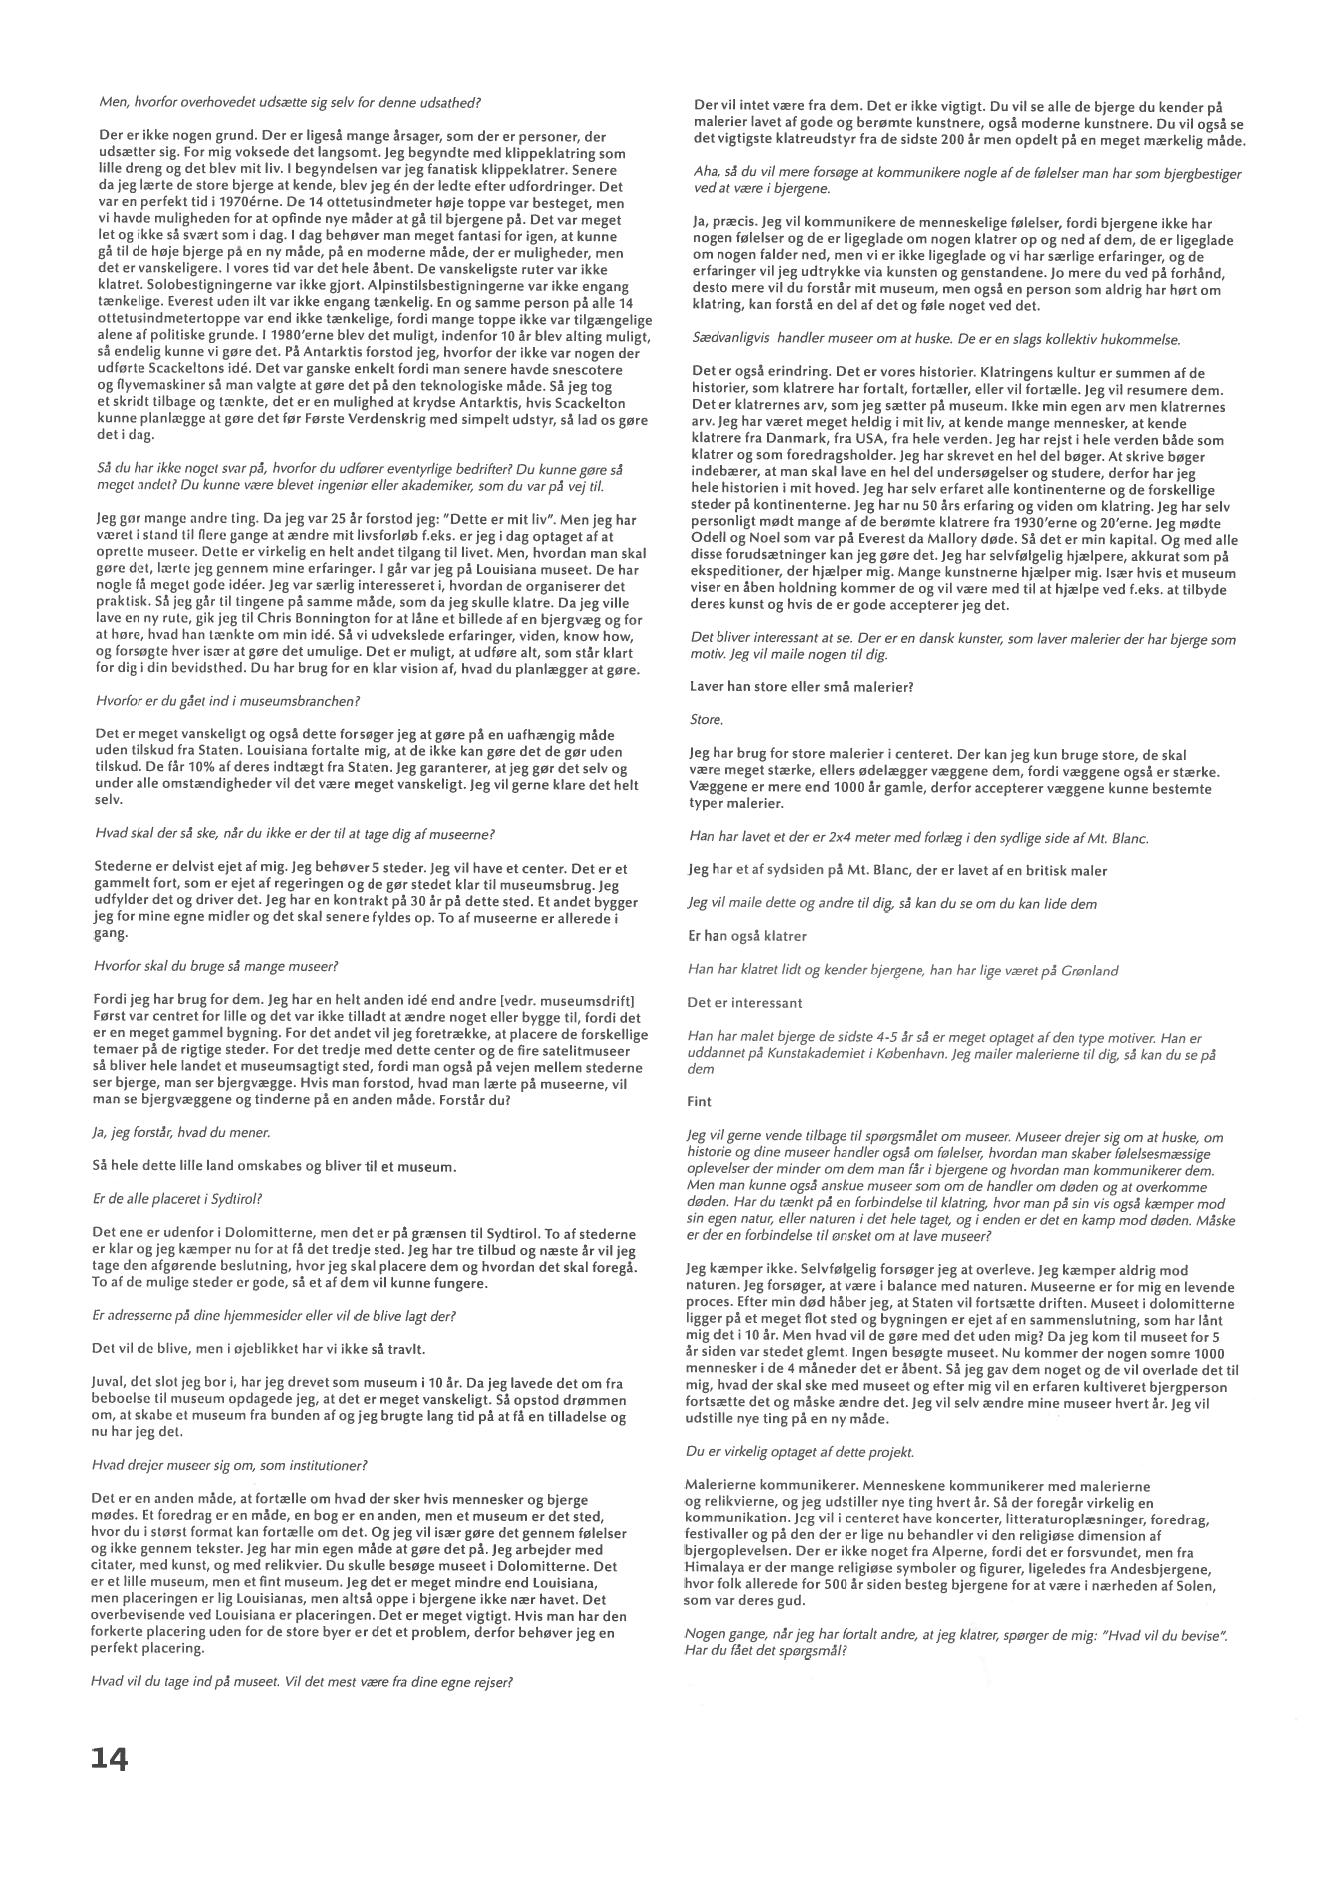 Men, hvorfor overhovedet udsætte sig selv for denne udsathed?
Der er ikke nogen grund. Der er ligeså mange årsager, som der er personer, der
udsætter sig. For mig voksede det langsomt. Jeg begyndte med klippeklatring som
lille dreng og det blev mit liv. I begyndelsen var jeg fanatisk klippeklatrer. Senere
da jeg lærte de store bjerge at kende, blev jeg én der ledte efter udfordringer. Det
var en perfekt tid i 1970érne. De 14 ottetusindmeter høje toppe var besteget, men
vi havde muligheden for at opfinde nye måder at gå til bjergene på. Det var meget
let og ikke så svært som i dag. I dag behøver man meget fantasi for igen, at kunne
gå til de høje bjerge på en ny måde, på en moderne måde, der er muligheder, men
det er vanskeligere. I vores tid var det hele åbent. De vanskeligste ruter var ikke
klatret. Solobestigningerne var ikke gjort. Alpinstilsbestigningerne var ikke engang
tænkelige. Everest uden ilt var ikke engang tænkelig. En og samme person på alle 14
ottetusindmetertoppe var end ikke tænkelige, fordi mange toppe ikke var tilgængelige
alene af politiske grunde. I 1980'erne blev det muligt, indenfor 10 år blev alting muligt,
så endelig kunne vi gøre det. På Antarktis forstod jeg, hvorfor der ikke var nogen der
udførte Scackeltons idé. Det var ganske enkelt fordi man senere havde snescotere
og flyvemaskiner så man valgte at gøre det på den teknologiske måde. Så jeg tog
et skridt tilbage og tænkte, det er en mulighed at krydse Antarktis, hvis Scackelton
kunne planlægge at gøre det før Første Verdenskrig med simpelt udstyr, så lad os gøre
det i dag.
Så du har ikke noget svar på, hvorfor du udfører eventyrlige bedrifter? Du kunne gøre så
meget andet? Du kunne være blevet ingeniør eller akademiker, som du var på vej til.
Jeg gør mange andre ting. Da jeg var 25 år forstod jeg: "Dette er mit liv". Men jeg har
været i stand til flere gange at ændre mit livsforløb f.eks. er jeg i dag optaget af at
oprette museer. Dette er virkelig en helt andet tilgang til livet. Men, hvordan man skal
gøre det, lærte jeg gennem mine erfaringer. I går var jeg på Louisiana museet. De har
nogle få meget gode idéer. Jeg var særlig interesseret i, hvordan de organiserer det
praktisk. Så jeg går til tingene på samme måde, som da jeg skulle klatre. Da jeg ville
lave en ny rute, gik jeg til Chris Bonnington for at låne et billede af en bjergvæg og for
at høre, hvad han tænkte om min idé. Så vi udvekslede erfaringer, viden, know how,
og forsøgte hver især at gøre det umulige. Det er muligt, at udføre alt, som står klart
for dig i din bevidsthed. Du har brug for en klar vision af, hvad du planlægger at gøre.
Hvorfor er du gået ind i museumsbranchen?
Det er meget vanskeligt og også dette forsøger jeg at gøre på en uafhængig måde
uden tilskud fra Staten. Louisiana fortalte mig, at de ikke kan gøre det de gør uden
tilskud. De får 10% af deres indtægt fra Staten. Jeg garanterer, at jeg gør det selv og
under alle omstændigheder vil det være meget vanskeligt. Jeg vil gerne klare det helt
selv.
Hvad skal der så ske, når du ikke er der til at tage dig af museerne?
Stederne er delvist ejet af mig. Jeg behøver 5 steder. Jeg vil have et center. Det er et
gammelt fort, som er ejet af regeringen og de gør stedet klar til museumsbrug. Jeg
udfylder det og driver det. Jeg har en kontrakt på 30 år på dette sted. Et andet bygger
jeg for mine egne midler og det skal senere fyldes op. To af museerne er allerede i
gang.
Hvorfor skal du bruge så mange museer?
Fordi jeg har brug for dem. Jeg har en helt anden idé end andre [vedr. museumsdrift]
Først var centret for lille og det var ikke tilladt at ændre noget eller bygge til, fordi det
er en meget gammel bygning. For det andet vil jeg foretrække, at placere de forskellige
temaer på de rigtige steder. For det tredje med dette center og de fire satelitmuseer
så bliver hele landet et museumsagtigt sted, fordi man også på vejen mellem stederne
ser bjerge, man ser bjergvægge. Hvis man forstod, hvad man lærte på museerne, vil
man se bjergvæggene og tinderne på en anden måde. Forstår du?
Ja, jeg forstår, hvad du mener.
Så hele dette lille land omskabes og bliver til et museum.
Er de alle placeret i Sydtirol?
Det ene er udenfor i Dolomitterne, men det er på grænsen til Sydtirol. To af stederne
er klar og jeg kæmper nu for at få det tredje sted. Jeg har tre tilbud og næste år vil jeg
tage den afgørende beslutning, hvor jeg skal placere dem og hvordan det skal foregå.
To af de mulige steder er gode, så et af dem vil kunne fungere.
Er adresserne på dine hjemmesider eller vil de blive lagt der?
Det vil de blive, men i øjeblikket har vi ikke så travlt.
Juval, det slot jeg bor i, har jeg drevet som museum i 10 år. Da jeg lavede det om fra
beboelse til museum opdagede jeg, at det er meget vanskeligt. Så opstod drømmen
om, at skabe et museum fra bunden af og jeg brugte lang tid på at få en tilladelse og
nu har jeg det.
Hvad drejer museer sig om, som institutioner?
Det er en anden måde, at fortælle om hvad der sker hvis mennesker og bjerge
mødes. Et foredrag er en måde, en bog er en anden, men et museum er det sted,
hvor du i størst format kan fortælle om det. Og jeg vil især gøre det gennem følelser
og ikke gennem tekster. Jeg har min egen måde at gøre det på. Jeg arbejder med
citater, med kunst, og med relikvier. Du skulle besøge museet i Dolomitterne. Det
er et lille museum, men et fint museum. Jeg det er meget mindre end Louisiana,
men placeringen er lig Louisianas, men altså oppe i bjergene ikke nær havet. Det
overbevisende ved Louisiana er placeringen. Det er meget vigtigt. Hvis man har den
forkerte placering uden for de store byer er det et problem, derfor behøver jeg en
perfekt placering.
Hvad vil du tage ind på museet. Vil det mest være fra dine egne rejser?
14
Der vil intet være fra dem. Det er ikke vigtigt. Du vil se alle de bjerge du kender på
malerier lavet af gode og berømte kunstnere, også moderne kunstnere. Du vil også se
det vigtigste klatreudstyr fra de sidste 200 år men opdelt på en meget mærkelig måde.
Aha, så du vil mere forsøge at kommunikere nogle af de følelser man har som bjergbestiger
ved at være i bjergene.
Ja, præcis. Jeg vil kommunikere de menneskelige følelser, fordi bjergene ikke har
nogen følelser og de er ligeglade om nogen klatrer op og ned af dem, de er ligeglade
om nogen falder ned, men vi er ikke ligeglade og vi har særlige erfaringer, og de
erfaringer vil jeg udtrykke via kunsten og genstandene. Jo mere du ved på forhånd,
desto mere vil du forstår mit museum, men også en person som aldrig har hørt om
klatring, kan forstå en del af det og føle noget ved det.
Sædvanligvis handler museer om at huske. De er en slags kollektiv hukommelse.
Det er også erindring. Det er vores historier. Klatringens kultur er summen af de
historier, som klatrere har fortalt, fortæller, eller vil fortælle. Jeg vil resumere dem.
Det er klatrernes arv, som jeg sætter på museum. Ikke min egen arv men klatrernes
arv. Jeg har været meget heldig i mit liv, at kende mange mennesker, at kende
klatrere fra Danmark, fra USA, fra hele verden. Jeg har rejst i hele verden både som
klatrer og som foredragsholder. Jeg har skrevet en hel del bøger. At skrive bøger
indebærer, at man skal lave en hel del undersøgelser og studere, derfor har jeg
hele historien i mit hoved. Jeg har selv erfaret alle kontinenterne og de forskellige
steder på kontinenterne. Jeg har nu 50 års erfaring og viden om klatring. Jeg har selv
personligt mødt mange af de berømte klatrere fra 1930'erne og 20'erne. Jeg mødte
Odell og Noel som var på Everest da Mallory døde. Så det er min kapital. Og med alle
disse forudsætninger kan jeg gøre det. Jeg har selvfølgelig hjælpere, akkurat som på
ekspeditioner, der hjælper mig. Mange kunstnerne hjælper mig. Især hvis et museum
viser en åben holdning kommer de og vil være med til at hjælpe ved f.eks. at tilbyde
deres kunst og hvis de er gode accepterer jeg det.
Det bliver interessant at se. Der er en dansk kunster, som laver malerier der har bjerge som
motiv. Jeg vil maile nogen til dig.
Laver han store eller små malerier?
Store.
Jeg har brug for store malerier i centeret. Der kan jeg kun bruge store, de skal
være meget stærke, ellers ødelægger væggene dem, fordi væggene også er stærke.
Væggene er mere end 1000 år gamle, derfor accepterer væggene kunne bestemte
typer malerier.
Han har lavet et der er 2x4 meter med forlæg i den sydlige side af Mt. Blanc.
Jeg har et af sydsiden på Mt. Blanc, der er lavet af en britisk maler
Jeg vil maile dette og andre til dig, så kan du se om du kan lide dem
Er han også klatrer
Han har klatret lidt og kender bjergene, han har lige været på Grønland
Det er interessant
Han har malet bjerge de sidste 4-5 år så er meget optaget af den type motiver. Han er
uddannet på Kunstakademiet i København. Jeg mailer malerierne til dig, så kan du se på
dem
Fint
Jeg vil gerne vende tilbage til spørgsmålet om museer. Museer drejer sig om at huske, om
historie og dine museer handler også om følelser, hvordan man skaber følelsesmæssige
oplevelser der minder om dem man får i bjergene og hvordan man kommunikerer dem.
Men man kunne også anskue museer som om de handler om døden og at overkomme
døden. Har du tænkt på en forbindelse til klatring, hvor man på sin vis også kæmper mod
sin egen natur, eller naturen i det hele taget, og i enden er det en kamp mod døden. Måske
er der en forbindelse til ønsket om at lave museer?
Jeg kæmper ikke. Selvfølgelig forsøger jeg at overleve. Jeg kæmper aldrig mod
naturen. Jeg forsøger, at være i balance med naturen. Museerne er for mig en levende
proces. Efter min død håber jeg, at Staten vil fortsætte driften. Museet i dolomitterne
ligger på et meget flot sted og bygningen er ejet af en sammenslutning, som har lånt
mig det i 10 år. Men hvad vil de gøre med det uden mig? Da jeg kom til museet for 5
år siden var stedet glemt. Ingen besøgte museet. Nu kommer der nogen somre 1000
mennesker i de 4 måneder det er åbent. Så jeg gav dem noget og de vil overlade det til
mig, hvad der skal ske med museet og efter mig vil en erfaren kultiveret bjergperson
fortsætte det og måske ændre det. Jeg vil selv ændre mine museer hvert år. Jeg vil
udstille nye ting på en ny måde.
Du er virkelig optaget af dette projekt.
Malerierne kommunikerer. Menneskene kommunikerer med malerierne
og relikvierne, og jeg udstiller nye ting hvert år. Så der foregår virkelig en
kommunikation. Jeg vil i centeret have koncerter, litteraturoplæsninger, foredrag,
festivaller og på den der er lige nu behandler vi den religiøse dimension af
bjergoplevelsen. Der er ikke noget fra Alperne, fordi det er forsvundet, men fra
Himalaya er der mange religiøse symboler og figurer, ligeledes fra Andesbjergene,
hvor folk allerede for 500 år siden besteg bjergene for at være i nærheden af Solen,
som var deres gud.
Nogen gange, når jeg har fortalt andre, at jeg klatrer, spørger de mig: "Hvad vil du bevise".
Har du fået det spørgsmål?